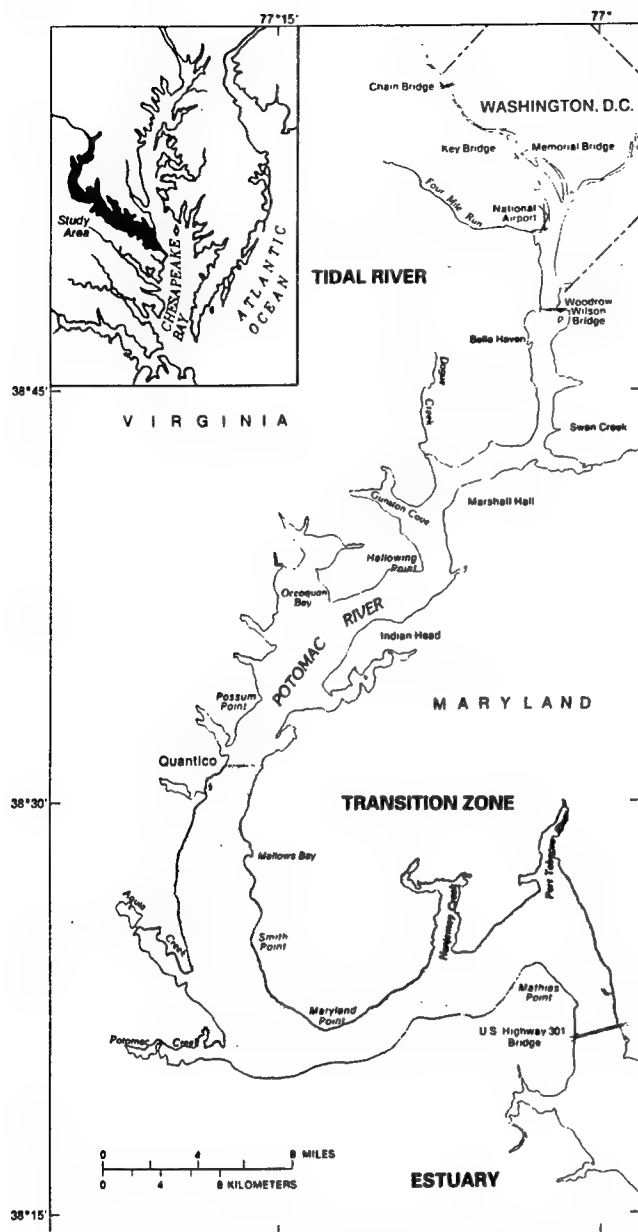 77°15'
77°
Chain Bridge
WASHINGTON, D.C.
Key Bridge
Memorial Bridge
Four Mile Run
National
Airport
Study
Area
CHESAPEAKE
BAY
ATLANTIC
OCEAN
TIDAL RIVER
Woodrow
Wilson
Bridge
Belle Haven
38°45'
Dogue
Creek
VIRGINIA
Swan Creek
Gunston Cove
Marshall Hall
Hallowing
Point
Occoquan
Bay
POTOMAC
RIVER
Indian Head
Possum
Point
MARYLAND
Quantico
38°30'
TRANSITION ZONE
Mallows Bay
Port Tobacco
Aquia
Creek
Nanjemoy Creek
Smith
Point
Maryland
Point
Mathias
Point
U.S. Highway 301
Bridge
Potomac Creek
0 4 8 MILES
0 4 8 KILOMETERS
ESTUARY
38°15'